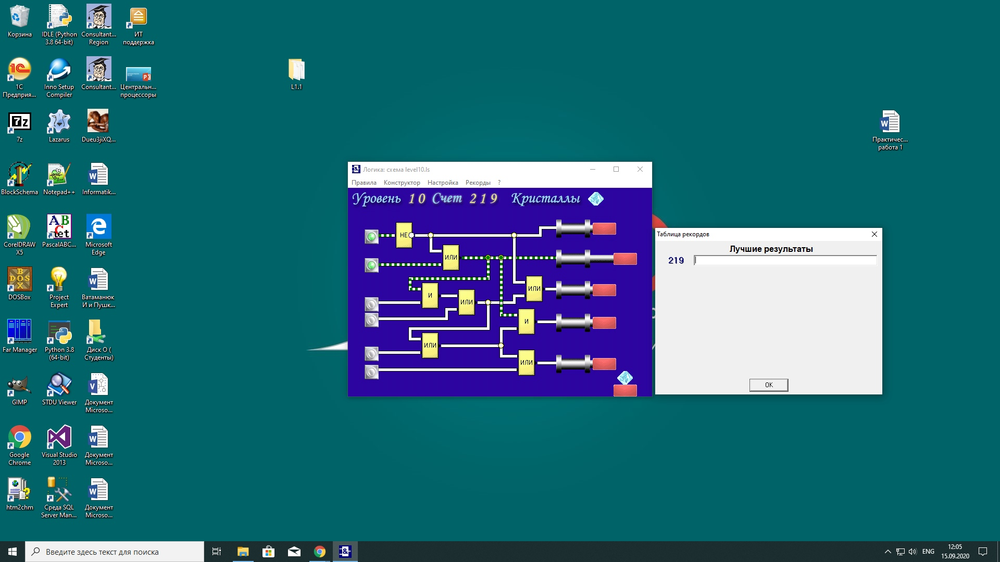 Корзина
IDLE (Python
3.8 64-bit)
Consultant...
Region
ИТ
поддержка
1С
Предприя...
Inno Setup
Compiler
Consultant...
Центральн...
процессоры
L1.1
7z
Lazarus
Dueu3jiXQ...
Практичес...
работа 1
BlockSchema
Notepad++
Informatik...
CorelDRAW
X5
PascalABC...
Microsoft
Edge
DOSBox
Project
Expert
Ватаманюк
И и Пушк...
Far Manager
Python 3.8
(64-bit)
Диск O (
Студенты)
GIMP
STDU Viewer
Документ
Microso...
Google
Chrome
Visual Studio
2013
Документ
Microso...
htm2chm
Среда SQL
Server Man...
Документ
Microso...
Логика: схема level10.ls
Правила Конструктор Настройка Рекорды ?
Уровень 10 Счет 219 Кристаллы
НЕ
ИЛИ
ИЛИ
И
ИЛИ
И
ИЛИ
ИЛИ
Таблица рекордов
Лучшие результаты
219
OK
Введите здесь текст для поиска
ENG
12:05
15.09.2020